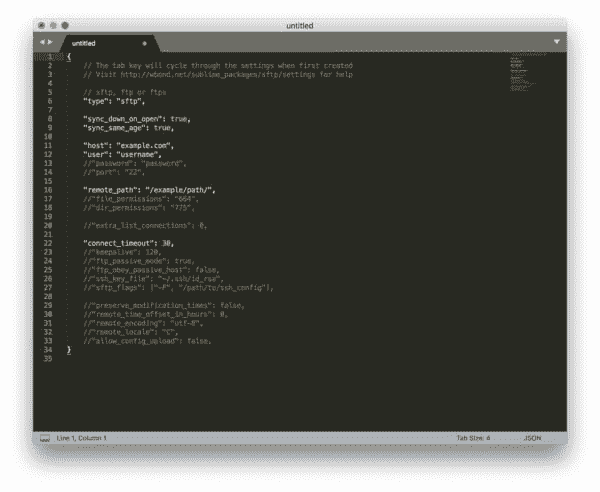 untitled
untitled
1 {
2 // The tab key will cycle through the settings when first created
3 // Visit http://wbond.net/sublime_packages/sftp/settings for help
4
5 // sftp, ftp or ftps
6 "type": "sftp",
7
8 "sync_down_on_open": true,
9 "sync_same_age": true,
10
11 "host": "example.com",
12 "user": "username",
13 //"password": "password",
14 //"port": "22",
15
16 "remote_path": "/example/path/",
17 //"file_permissions": "664",
18 //"dir_permissions": "775",
19
20 //"extra_list_connections": 0,
21
22 "connect_timeout": 30,
23 //"keepalive": 120,
24 //"ftp_passive_mode": true,
25 //"ftp_obey_passive_host": false,
26 //"ssh_key_file": "~/.ssh/id_rsa",
27 //"sftp_flags": ["-F", "/path/to/ssh_config"],
28
29 //"preserve_modification_times": false,
30 //"remote_time_offset_in_hours": 0,
31 //"remote_encoding": "utf-8",
32 //"remote_locale": "C",
33 //"allow_config_upload": false,
34 }
35
Line 1, Column 1 Tab Size: 4 JSON